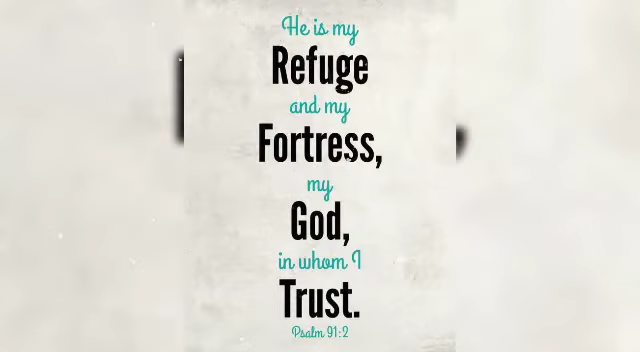 He is my
Refuge
and my
Fortress,
my
God,
in whom I
Trust.
Psalm 91:2